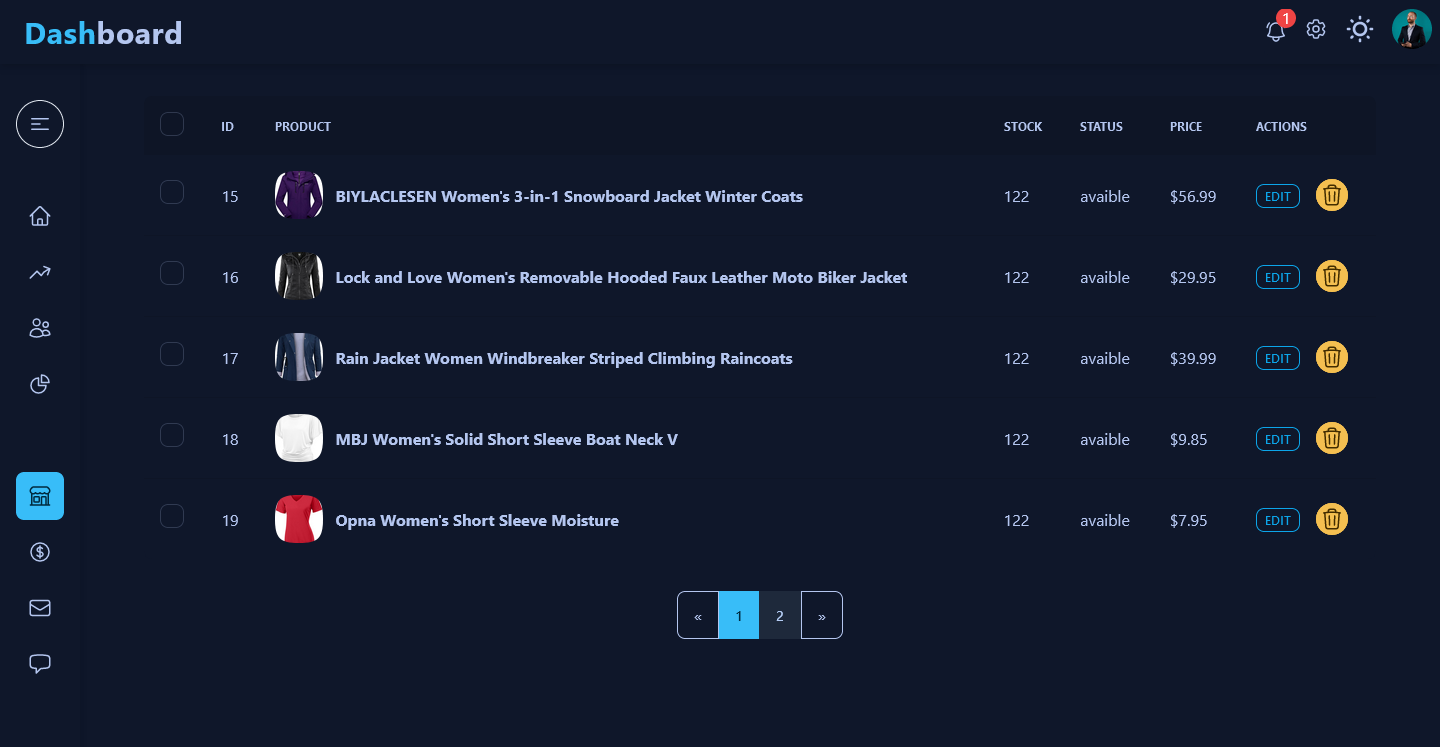 Dashboard
1
ID PRODUCT STOCK STATUS PRICE ACTIONS
15 BIYLACLESEN Women's 3-in-1 Snowboard Jacket Winter Coats 122 avaible $56.99 EDIT
16 Lock and Love Women's Removable Hooded Faux Leather Moto Biker Jacket 122 avaible $29.95 EDIT
17 Rain Jacket Women Windbreaker Striped Climbing Raincoats 122 avaible $39.99 EDIT
18 MBJ Women's Solid Short Sleeve Boat Neck V 122 avaible $9.85 EDIT
19 Opna Women's Short Sleeve Moisture 122 avaible $7.95 EDIT
« 1 2 »